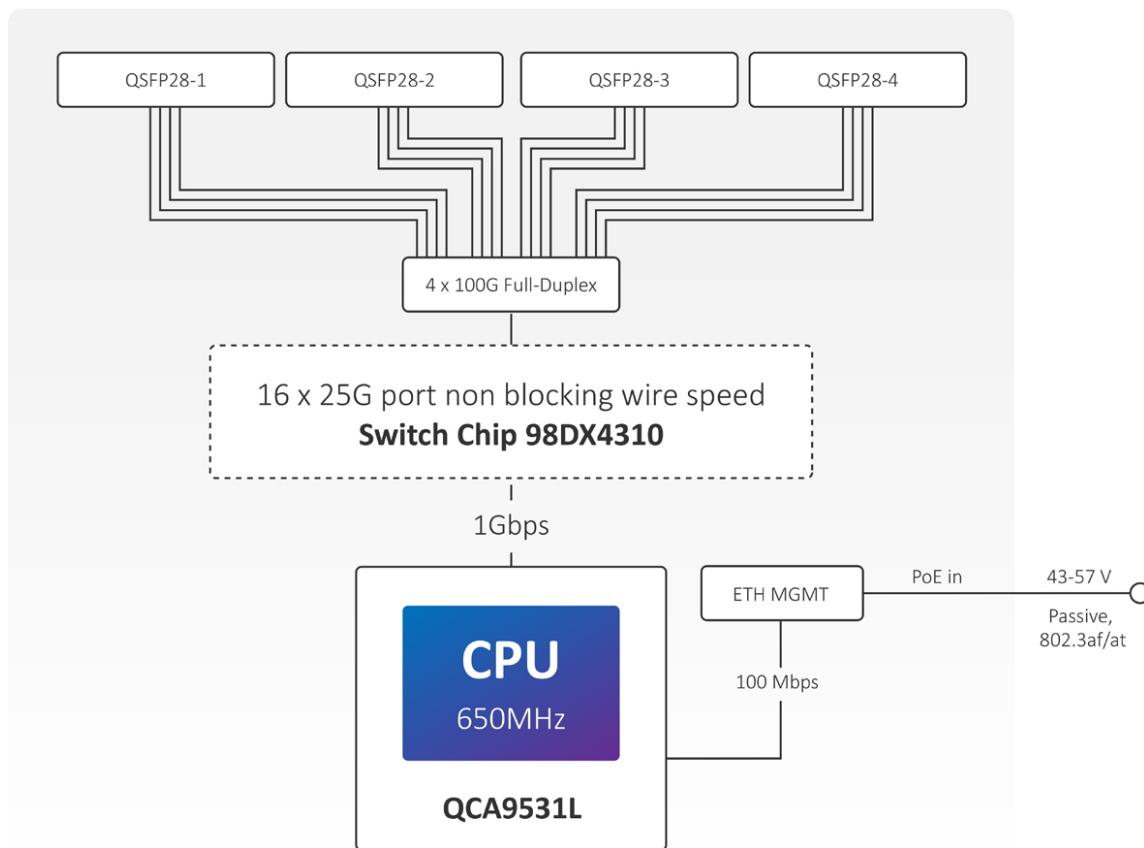 QSFP28-1
QSFP28-2
QSFP28-3
QSFP28-4
4 x 100G Full-Duplex
16 x 25G port non blocking wire speed
Switch Chip 98DX4310
1Gbps
CPU
650MHz
QCA9531L
ETH MGMT
100 Mbps
PoE in
43-57 V
Passive,
802.3af/at